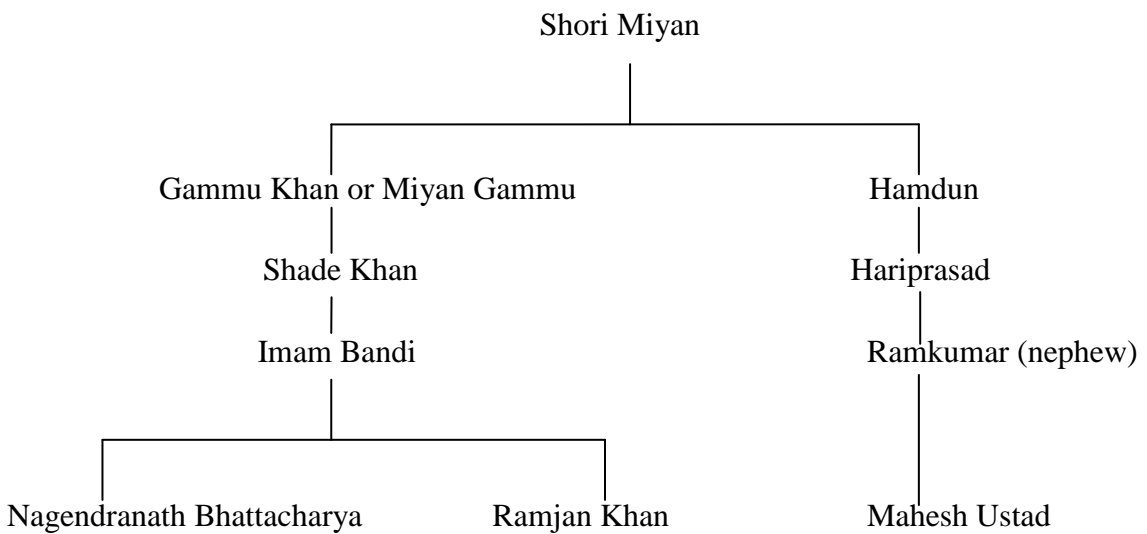 Shori Miyan
Gammu Khan or Miyan Gammu
Hamdun
Shade Khan
Hariprasad
Imam Bandi
Ramkumar (nephew)
Nagendranath Bhattacharya
Ramjan Khan
Mahesh Ustad